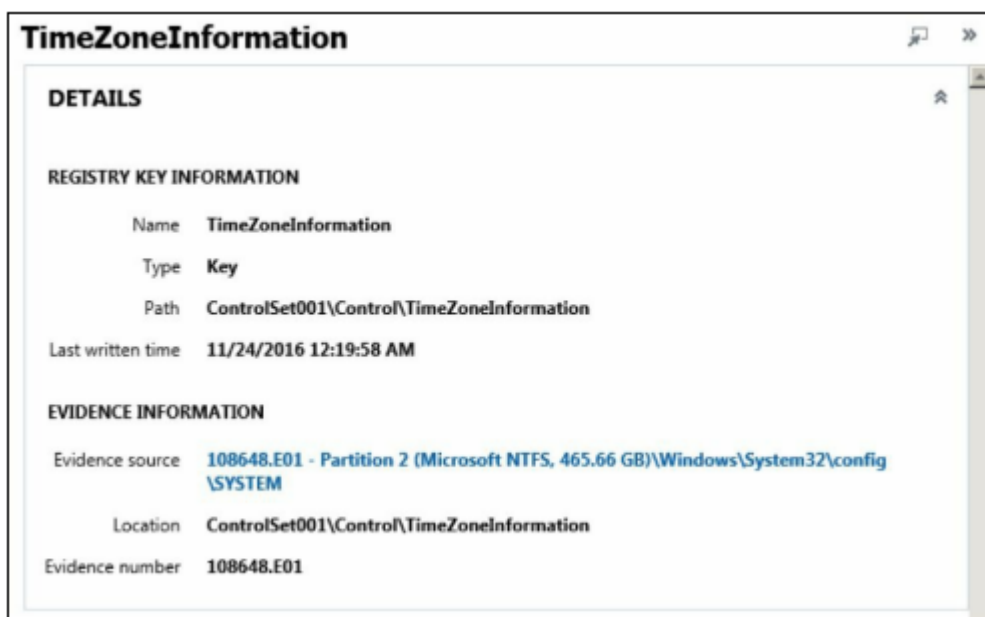 TimeZoneInformation
DETAILS
REGISTRY KEY INFORMATION
Name TimeZoneInformation
Type Key
Path ControlSet001\Control\TimeZoneInformation
Last written time 11/24/2016 12:19:58 AM
EVIDENCE INFORMATION
Evidence source 108648.E01 - Partition 2 (Microsoft NTFS, 465.66 GB)\Windows\System32\config
\SYSTEM
Location ControlSet001\Control\TimeZoneInformation
Evidence number 108648.E01